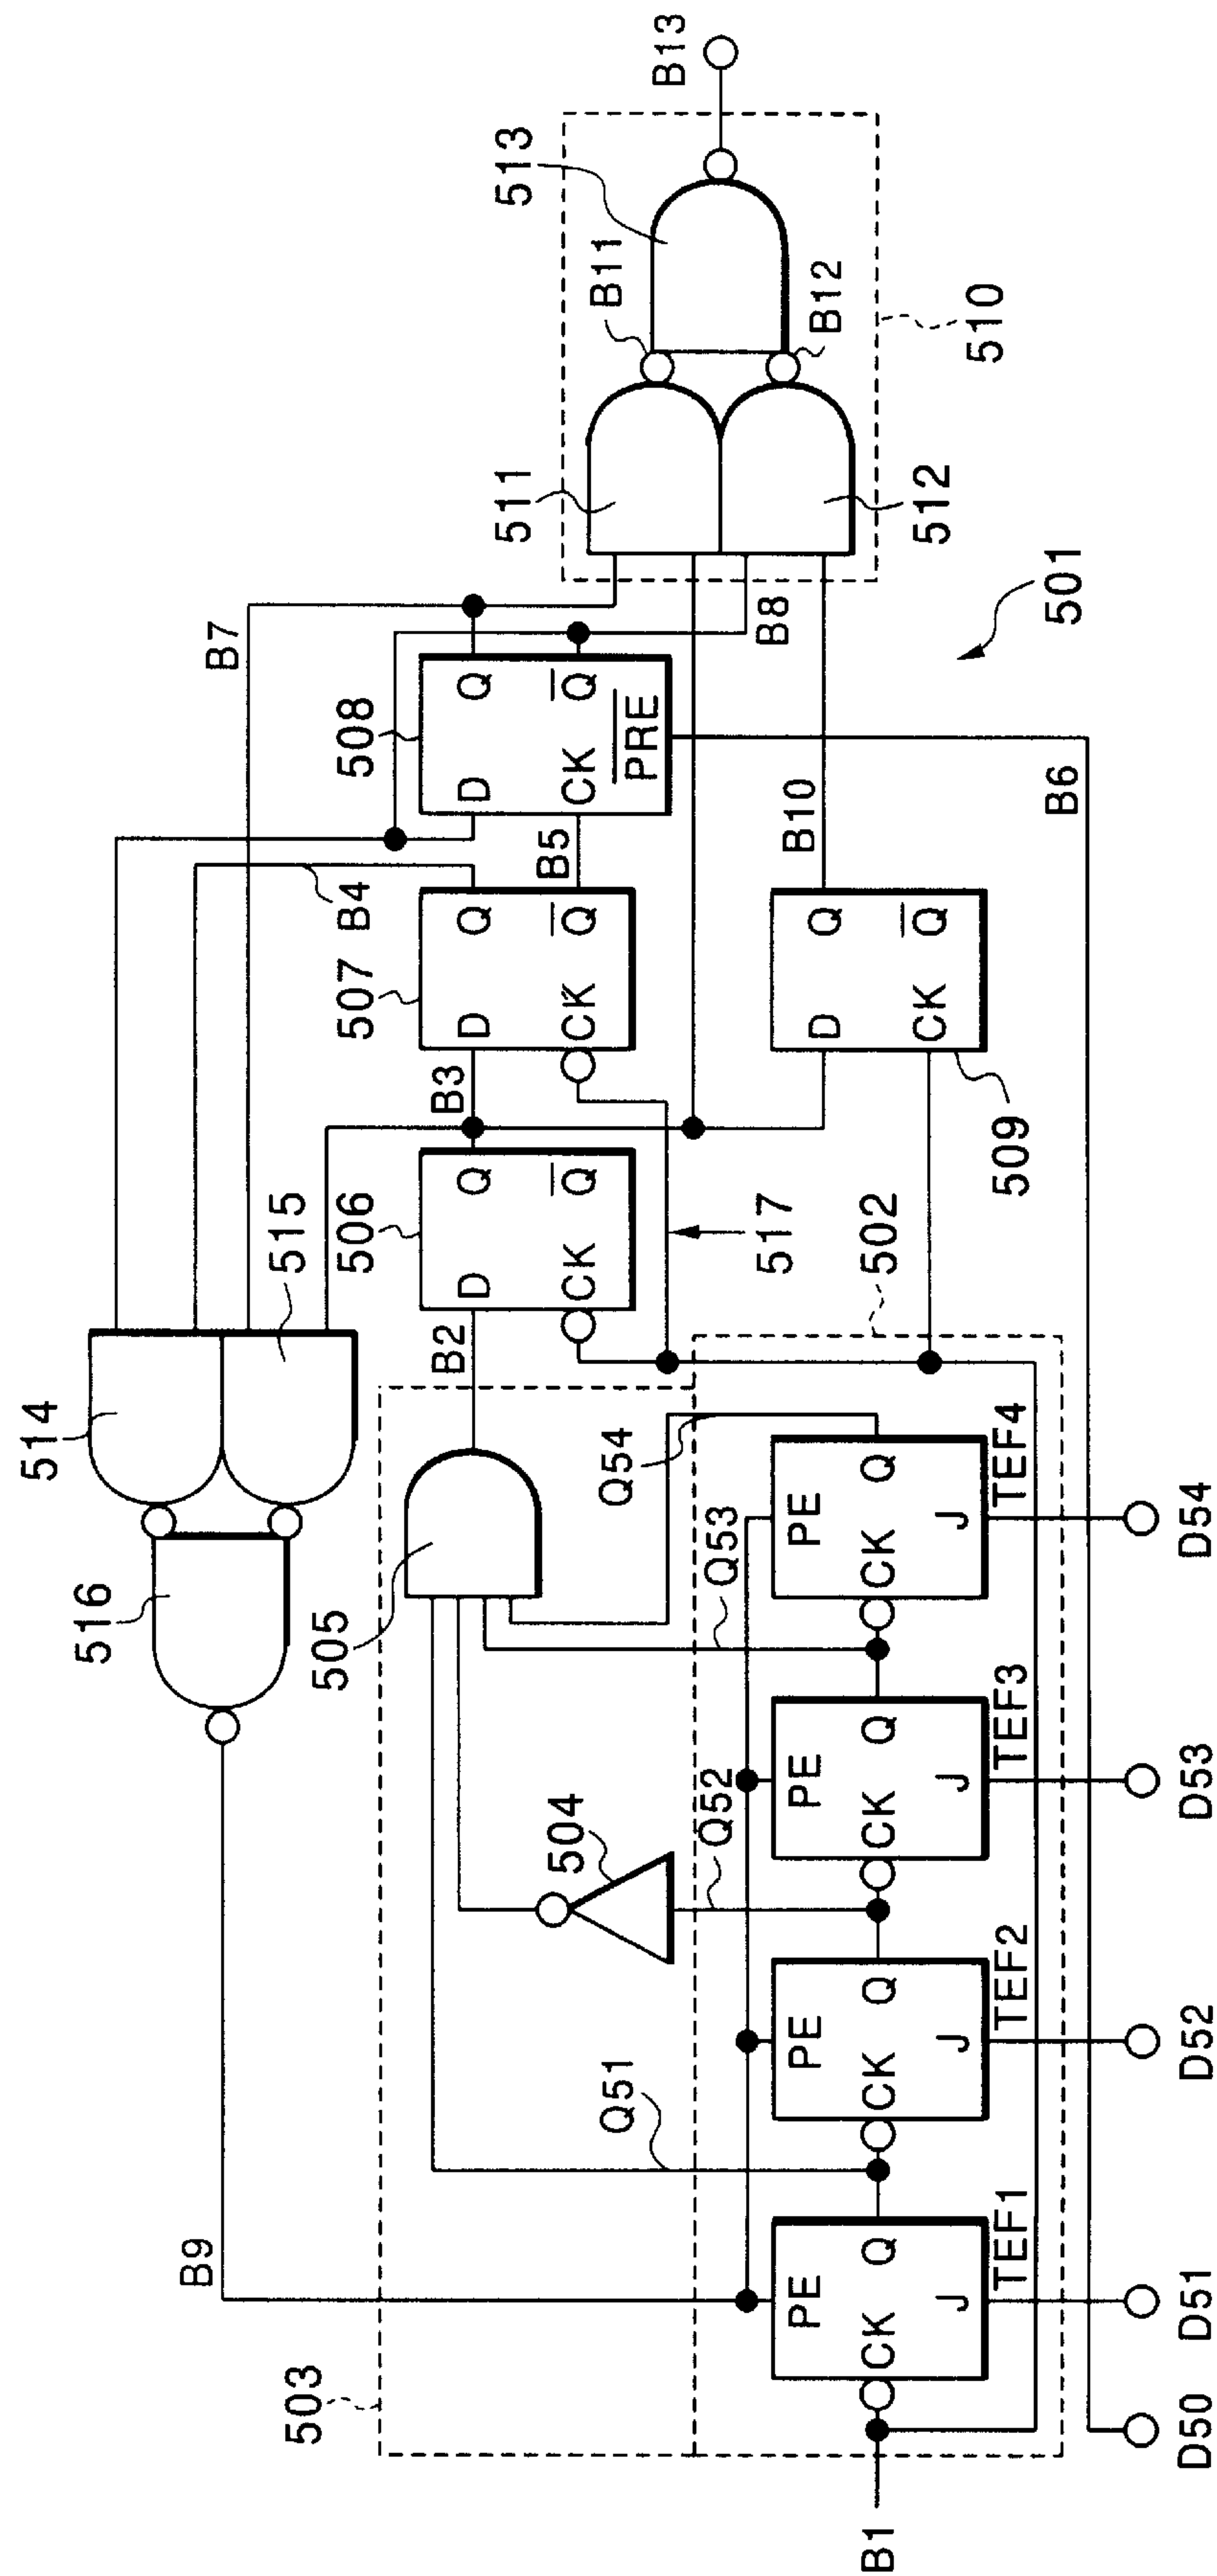 B13
513
B11
B12
510
511
512
B7
B8
501
508
Q
Q
D
CK
PRE
B5
B10
B6
B4
507
Q
Q
D
CK
Q
Q
D
CK
509
B3
515
506
Q
Q
D
CK
517
502
B2
514
516
505
Q54
Q53
PE
Q
CK
J
TEF4
D54
504
Q52
PE
Q
CK
J
TEF3
D53
Q51
PE
Q
CK
J
TEF2
D52
B9
503
PE
Q
CK
J
TEF1
D51
D50
B1